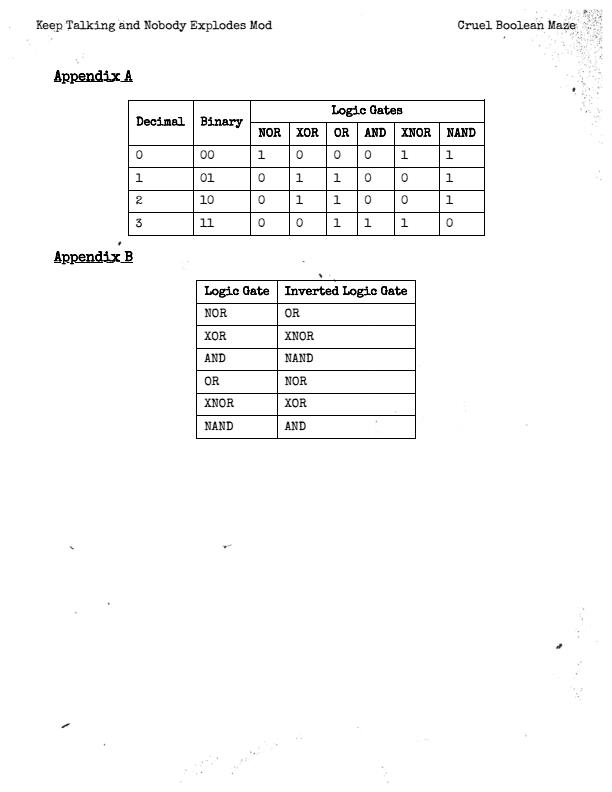 Keep Talking and Nobody Explodes Mod Cruel Boolean Maze
Appendix A
Decimal Binary Logic Gates
NOR XOR OR AND XNOR NAND
0 00 1 0 0 0 1 1
1 01 0 1 1 0 0 1
2 10 0 1 1 0 0 1
3 11 0 0 1 1 1 0
Appendix B
Logic Gate Inverted Logic Gate
NOR OR
XOR XNOR
AND NAND
OR NOR
XNOR XOR
NAND AND